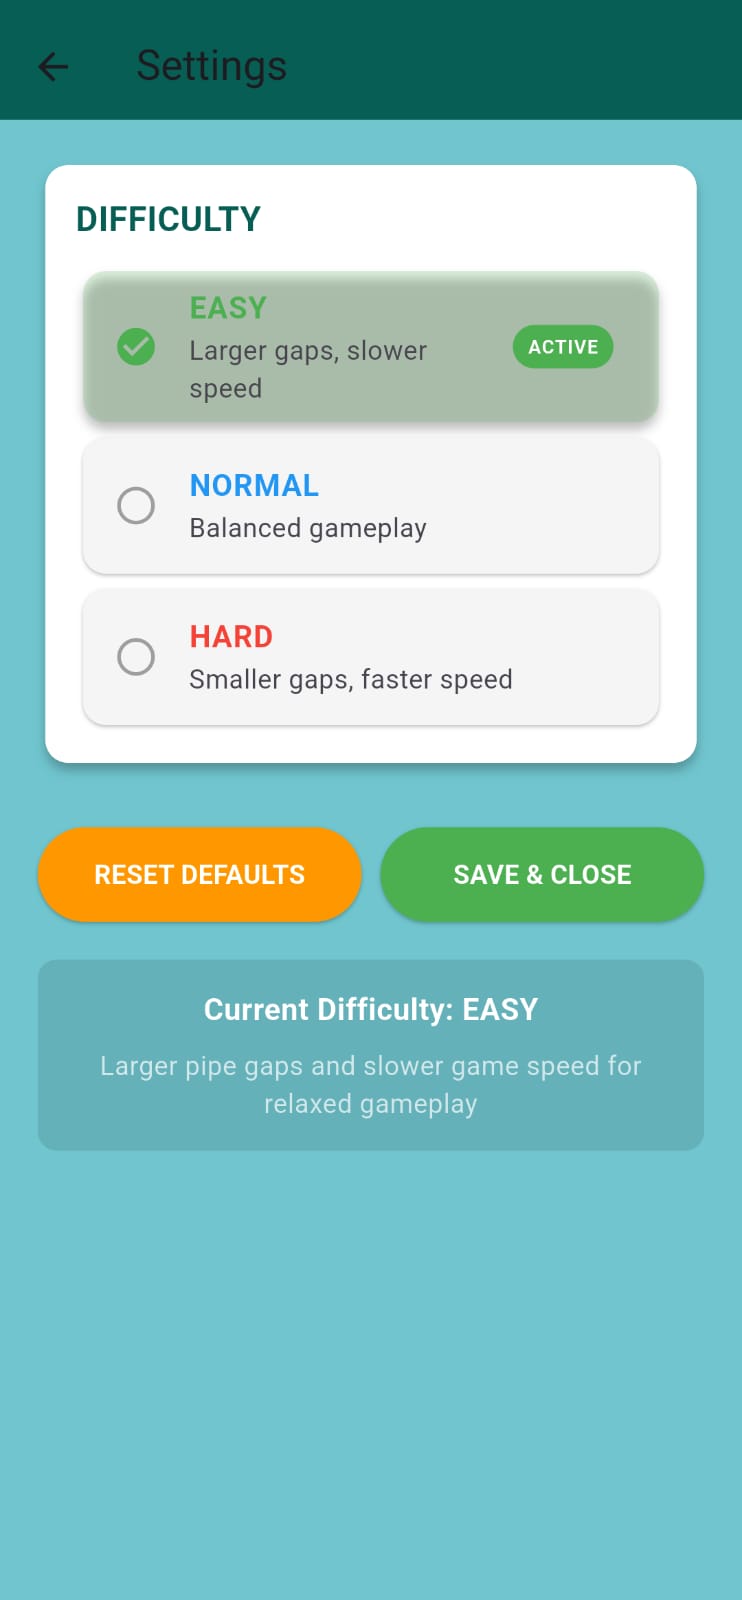 Settings
DIFFICULTY
EASY
Larger gaps, slower
speed
ACTIVE
NORMAL
Balanced gameplay
HARD
Smaller gaps, faster speed
RESET DEFAULTS
SAVE & CLOSE
Current Difficulty: EASY
Larger pipe gaps and slower game speed for
relaxed gameplay